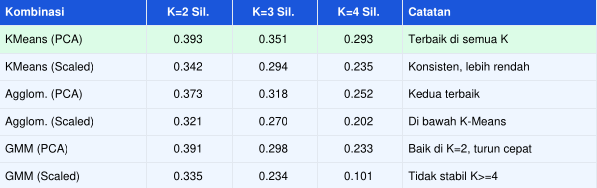 Kombinasi K=2 Sil. K=3 Sil. K=4 Sil. Catatan
KMeans (PCA) 0.393 0.351 0.293 Terbaik di semua K
KMeans (Scaled) 0.342 0.294 0.235 Konsisten, lebih rendah
Agglom. (PCA) 0.373 0.318 0.252 Kedua terbaik
Agglom. (Scaled) 0.321 0.270 0.202 Di bawah K-Means
GMM (PCA) 0.391 0.298 0.233 Baik di K=2, turun cepat
GMM (Scaled) 0.335 0.234 0.101 Tidak stabil K>=4